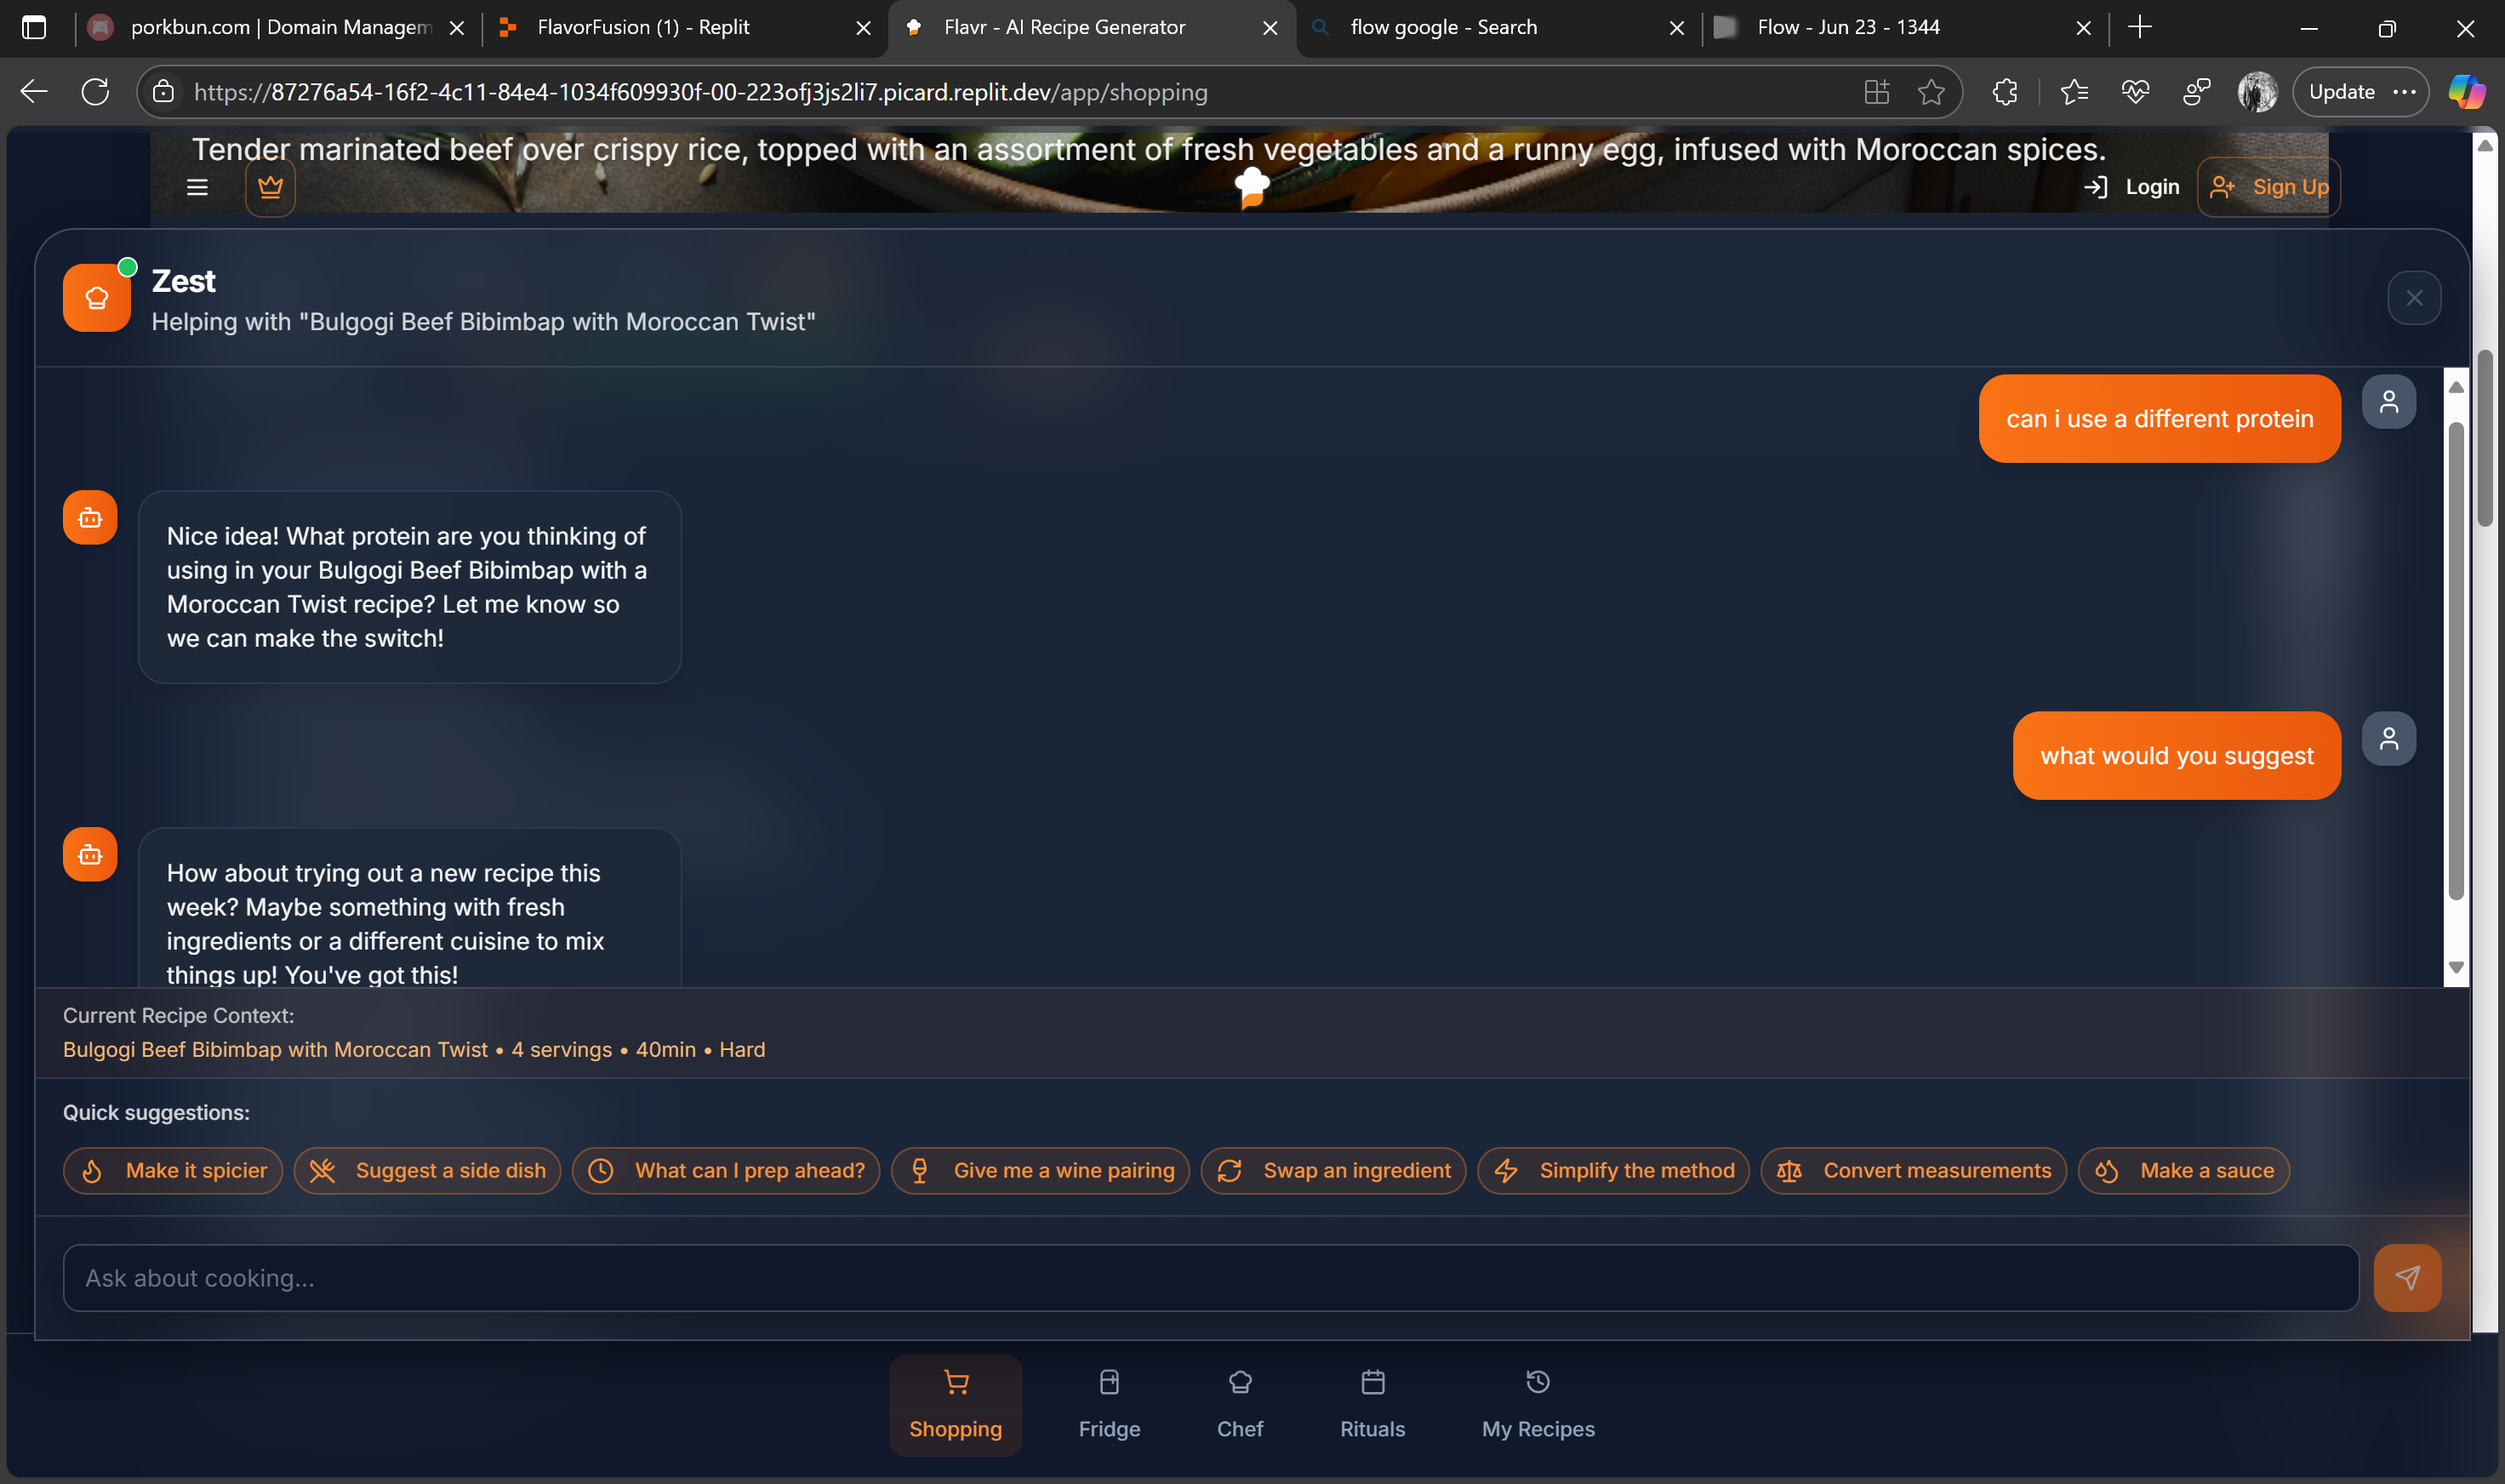 porkbun.com | Domain Managem
FlavorFusion (1) - Replit
Flavr - AI Recipe Generator
flow google - Search
Flow - Jun 23 - 1344
https://87276a54-16f2-4c11-84e4-1034f609930f-00-223ofj3js2li7.picard.replit.dev/app/shopping
Update
Tender marinated beef over crispy rice, topped with an assortment of fresh vegetables and a runny egg, infused with Moroccan spices.
Login
Sign Up
Zest
Helping with "Bulgogi Beef Bibimbap with Moroccan Twist"
can i use a different protein
Nice idea! What protein are you thinking of
using in your Bulgogi Beef Bibimbap with a
Moroccan Twist recipe? Let me know so
we can make the switch!
what would you suggest
How about trying out a new recipe this
week? Maybe something with fresh
ingredients or a different cuisine to mix
things up! You've got this!
Current Recipe Context:
Bulgogi Beef Bibimbap with Moroccan Twist • 4 servings • 40min • Hard
Quick suggestions:
Make it spicier
Suggest a side dish
What can I prep ahead?
Give me a wine pairing
Swap an ingredient
Simplify the method
Convert measurements
Make a sauce
Ask about cooking...
Shopping
Fridge
Chef
Rituals
My Recipes